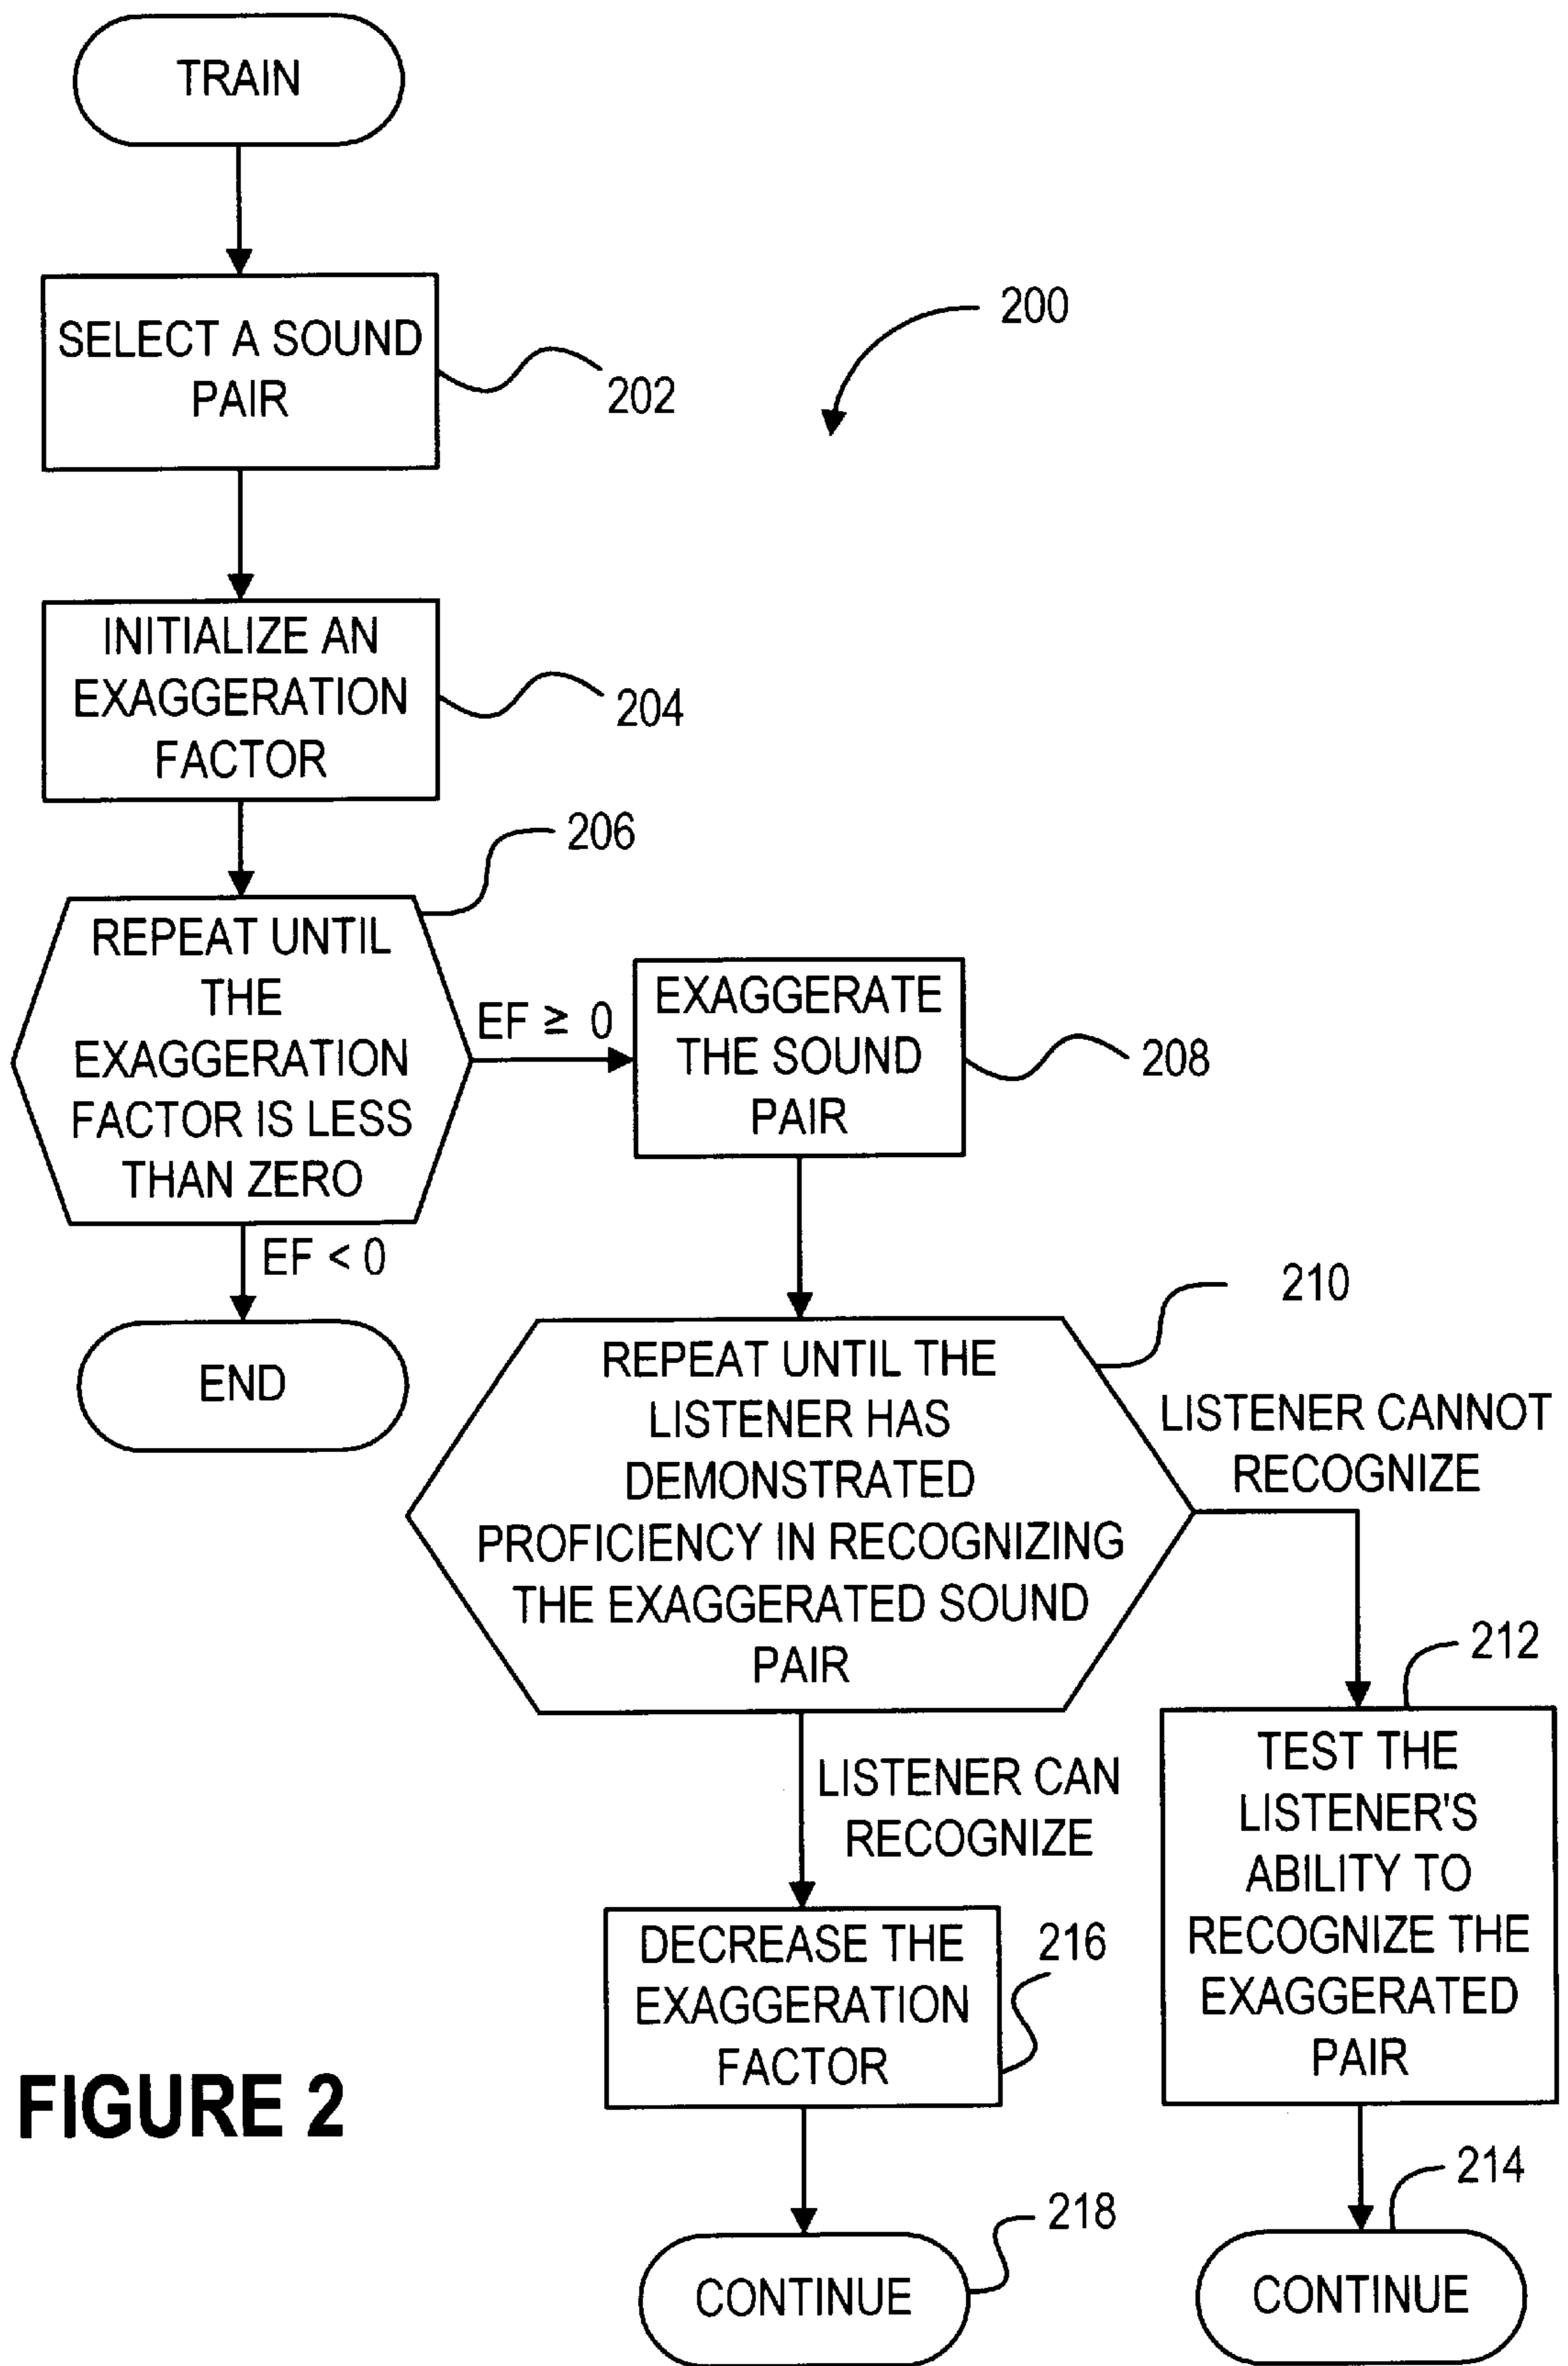 TRAIN
200
SELECT A SOUND
PAIR
202
INITIALIZE AN
EXAGGERATION
FACTOR
204
206
REPEAT UNTIL
THE
EXAGGERATION
FACTOR IS LESS
THAN ZERO
EF ≥ 0
EXAGGERATE
THE SOUND
PAIR
208
EF < 0
END
210
REPEAT UNTIL THE
LISTENER HAS
DEMONSTRATED
PROFICIENCY IN RECOGNIZING
THE EXAGGERATED SOUND
PAIR
LISTENER CANNOT
RECOGNIZE
212
TEST THE
LISTENER'S
ABILITY TO
RECOGNIZE THE
EXAGGERATED
PAIR
LISTENER CAN
RECOGNIZE
DECREASE THE
EXAGGERATION
FACTOR
216
214
CONTINUE
218
CONTINUE
FIGURE 2